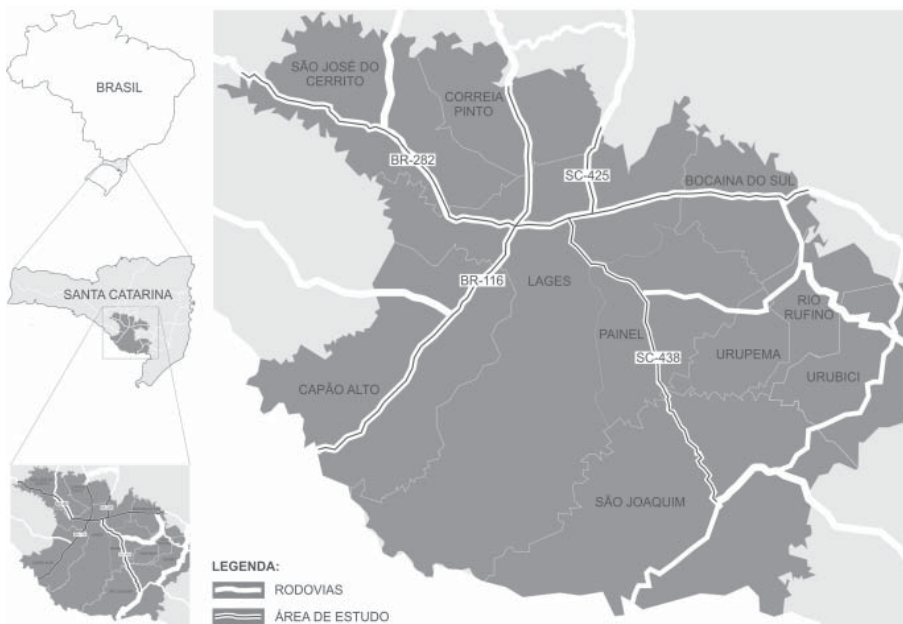 BRASIL
SANTA CATARINA
SÃO JOSÉ DO
CERRITO
CORREIA
PINTO
BR-282
SC-425
BOCAINA DO SUL
BR-116
LAGES
RIO
RUFINO
PAINEL
SC-438
URUPEMA
URUBICI
CAPÃO ALTO
SÃO JOAQUIM
LEGENDA:
RODOVIAS
ÁREA DE ESTUDO